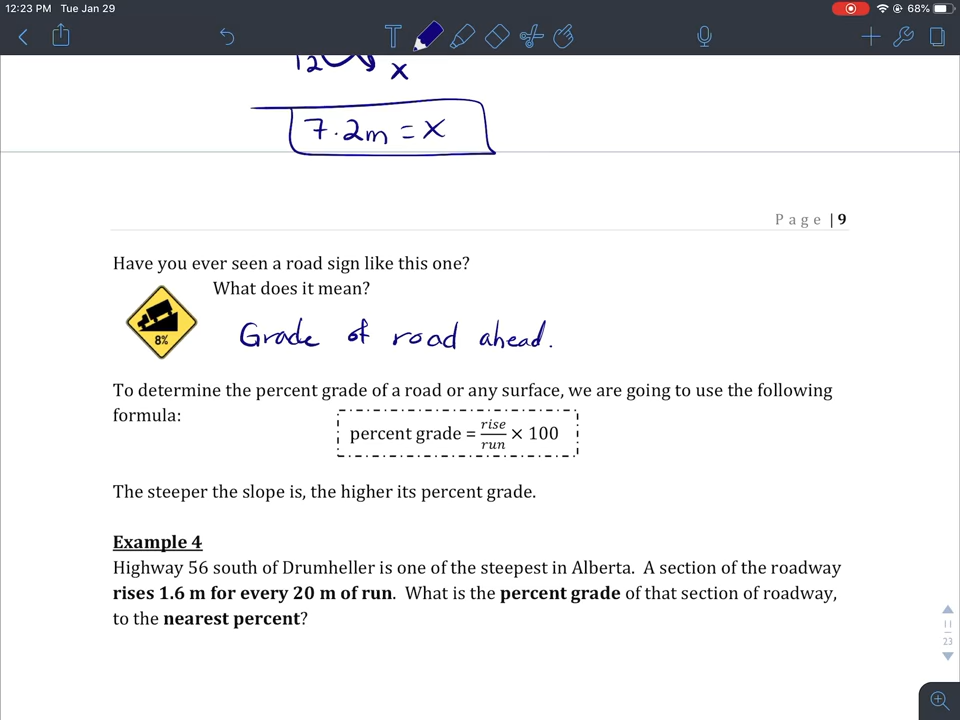 12:23 PM Tue Jan 29
68%
T
12
x
7.2m = x
Page | 9
Have you ever seen a road sign like this one?
What does it mean?
8%
Grade of road ahead.
To determine the percent grade of a road or any surface, we are going to use the following
formula:
percent grade = rise/run × 100
The steeper the slope is, the higher its percent grade.
Example 4
Highway 56 south of Drumheller is one of the steepest in Alberta. A section of the roadway
rises 1.6 m for every 20 m of run. What is the percent grade of that section of roadway,
to the nearest percent?
11
23